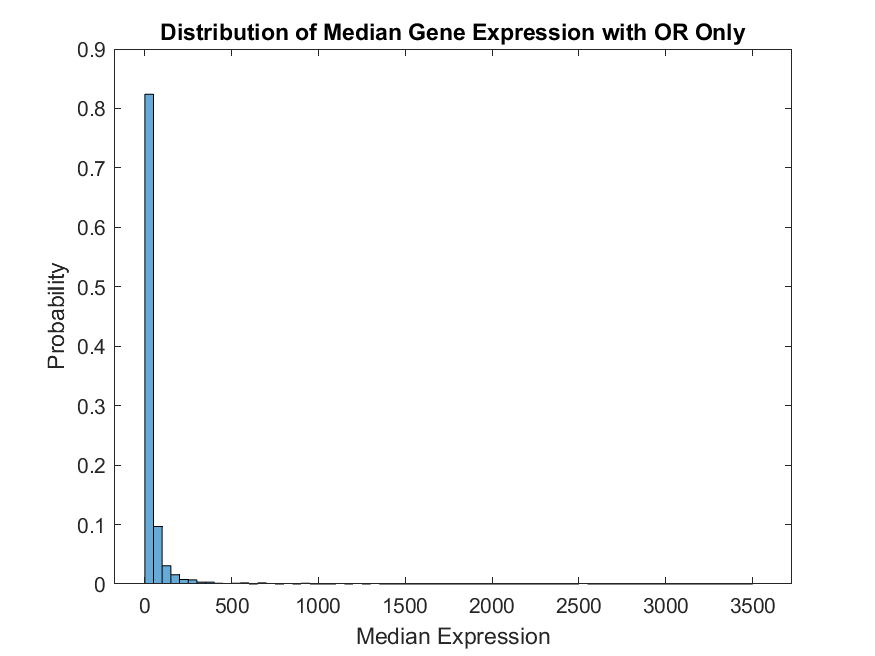 Distribution of Median Gene Expression with OR Only
0.9
0.8
0.7
0.6
0.5
0.4
0.3
0.2
0.1
0
Probability
0 500 1000 1500 2000 2500 3000 3500
Median Expression